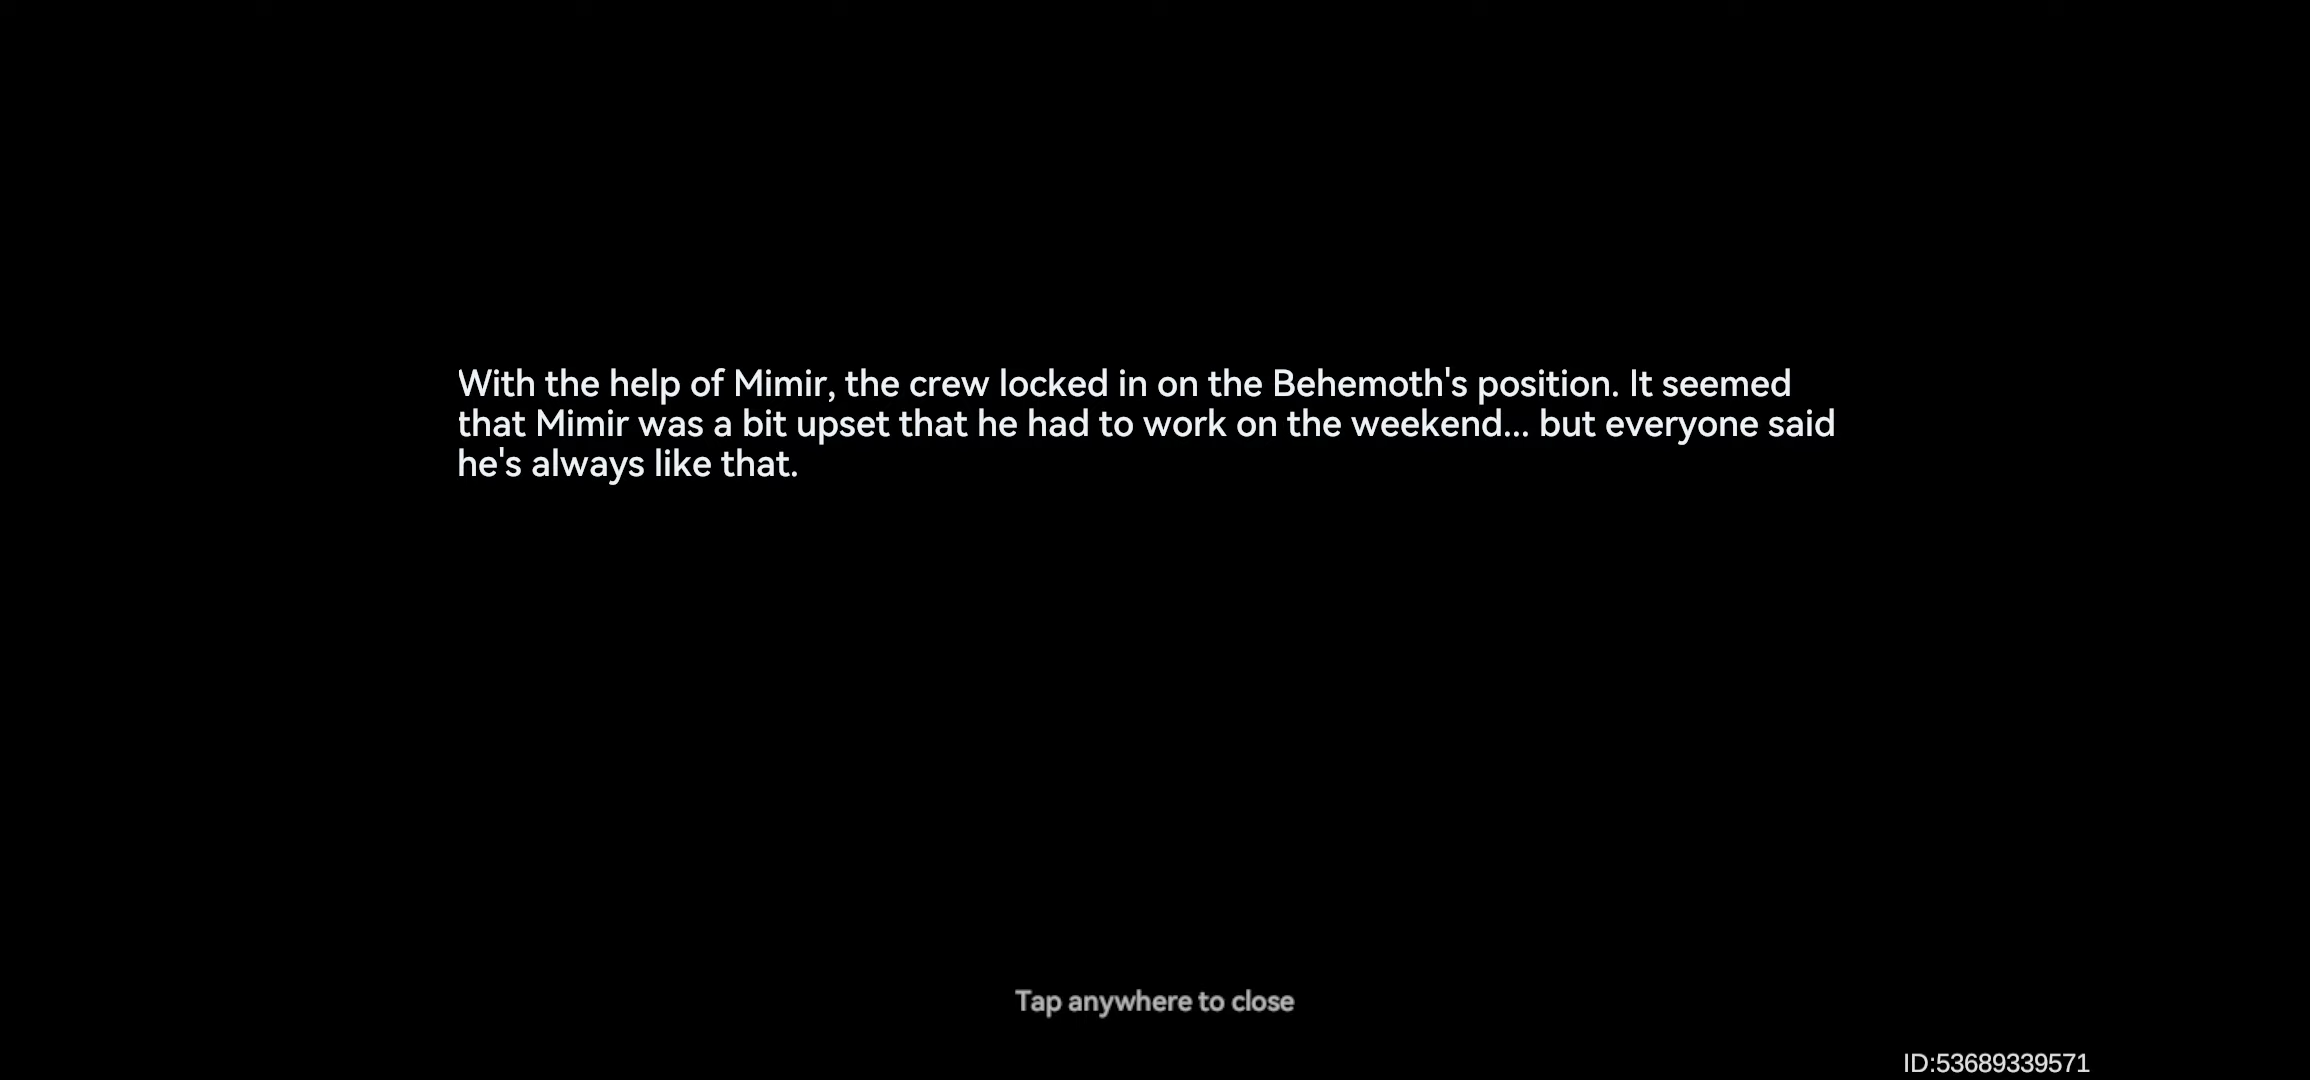 With the help of Mimir, the crew locked in on the Behemoth's position. It seemed
that Mimir was a bit upset that he had to work on the weekend... but everyone said
he's always like that.
Tap anywhere to close
ID:53689339571